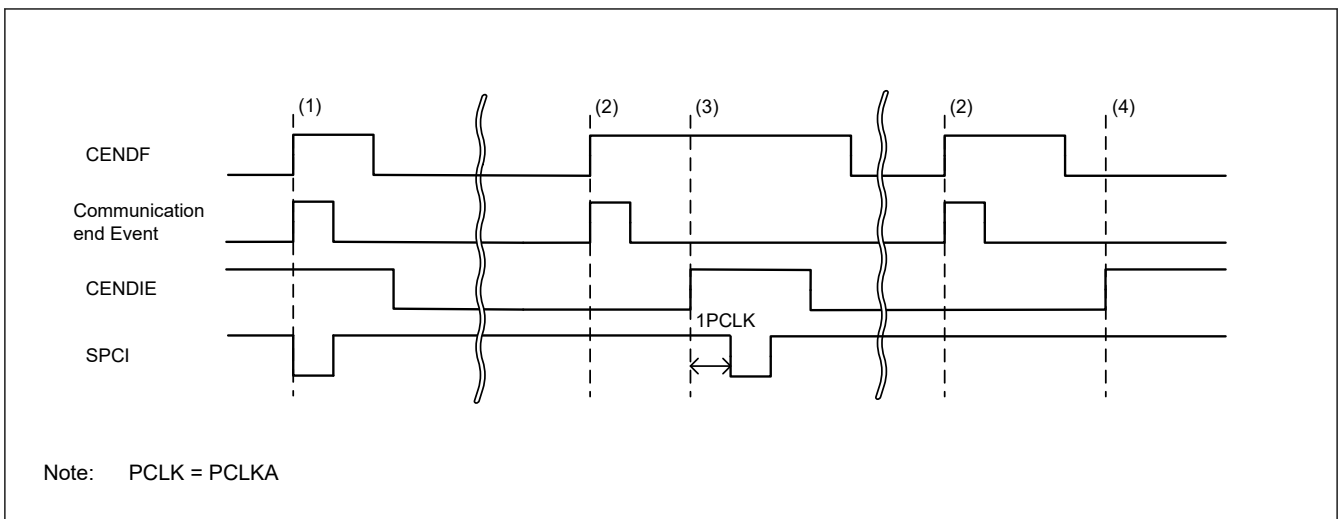 (1)
(2)
(3)
(2)
(4)
CENDF
Communication
end Event
CENDIE
1PCLK
SPCI
Note: PCLK = PCLKA